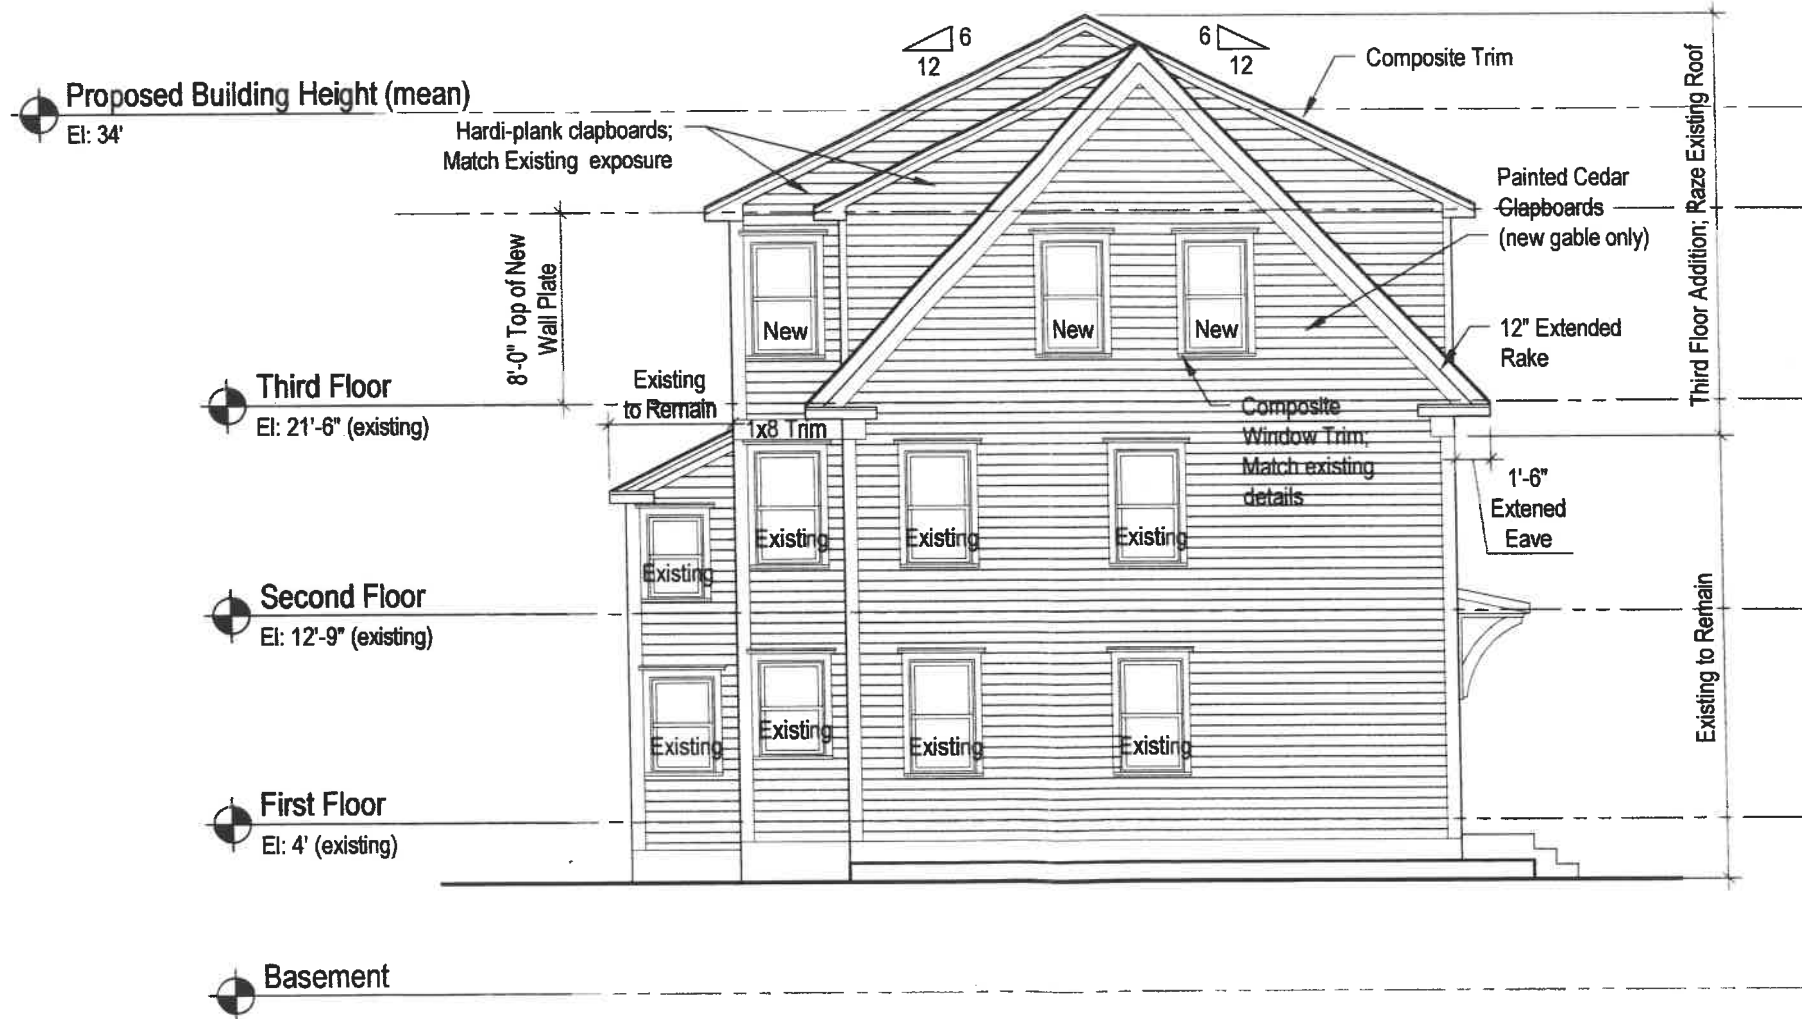 6
12
6
12
Composite Trim
Proposed Building Height (mean)
El: 34'
Hardi-plank clapboards;
Match Existing exposure
Third Floor Addition; Raze Existing Roof
Painted Cedar
Clapboards
(new gable only)
8'-0" Top of New
Wall Plate
New
New
New
12" Extended
Rake
Third Floor
El: 21'-6" (existing)
Existing
to Remain
1x8 Trim
Composite
Window Trim;
Match existing
details
1'-6"
Extened
Eave
Existing
Existing
Existing
Existing
Second Floor
El: 12'-9" (existing)
Existing to Remain
Existing
Existing
Existing
Existing
First Floor
El: 4' (existing)
Basement